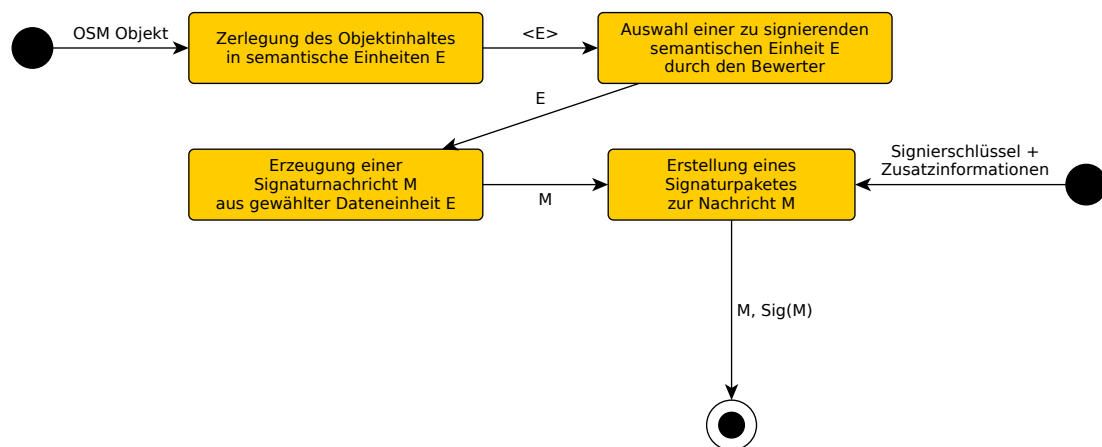 OSM Objekt
Zerlegung des Objektinhaltes
in semantische Einheiten E
<E>
Auswahl einer zu signierenden
semantischen Einheit E
durch den Bewerter
E
Erzeugung einer
Signaturnachricht M
aus gewählter Dateneinheit E
M
Erstellung eines
Signaturpaketes
zur Nachricht M
Signierschlüssel +
Zusatzinformationen
M, Sig(M)